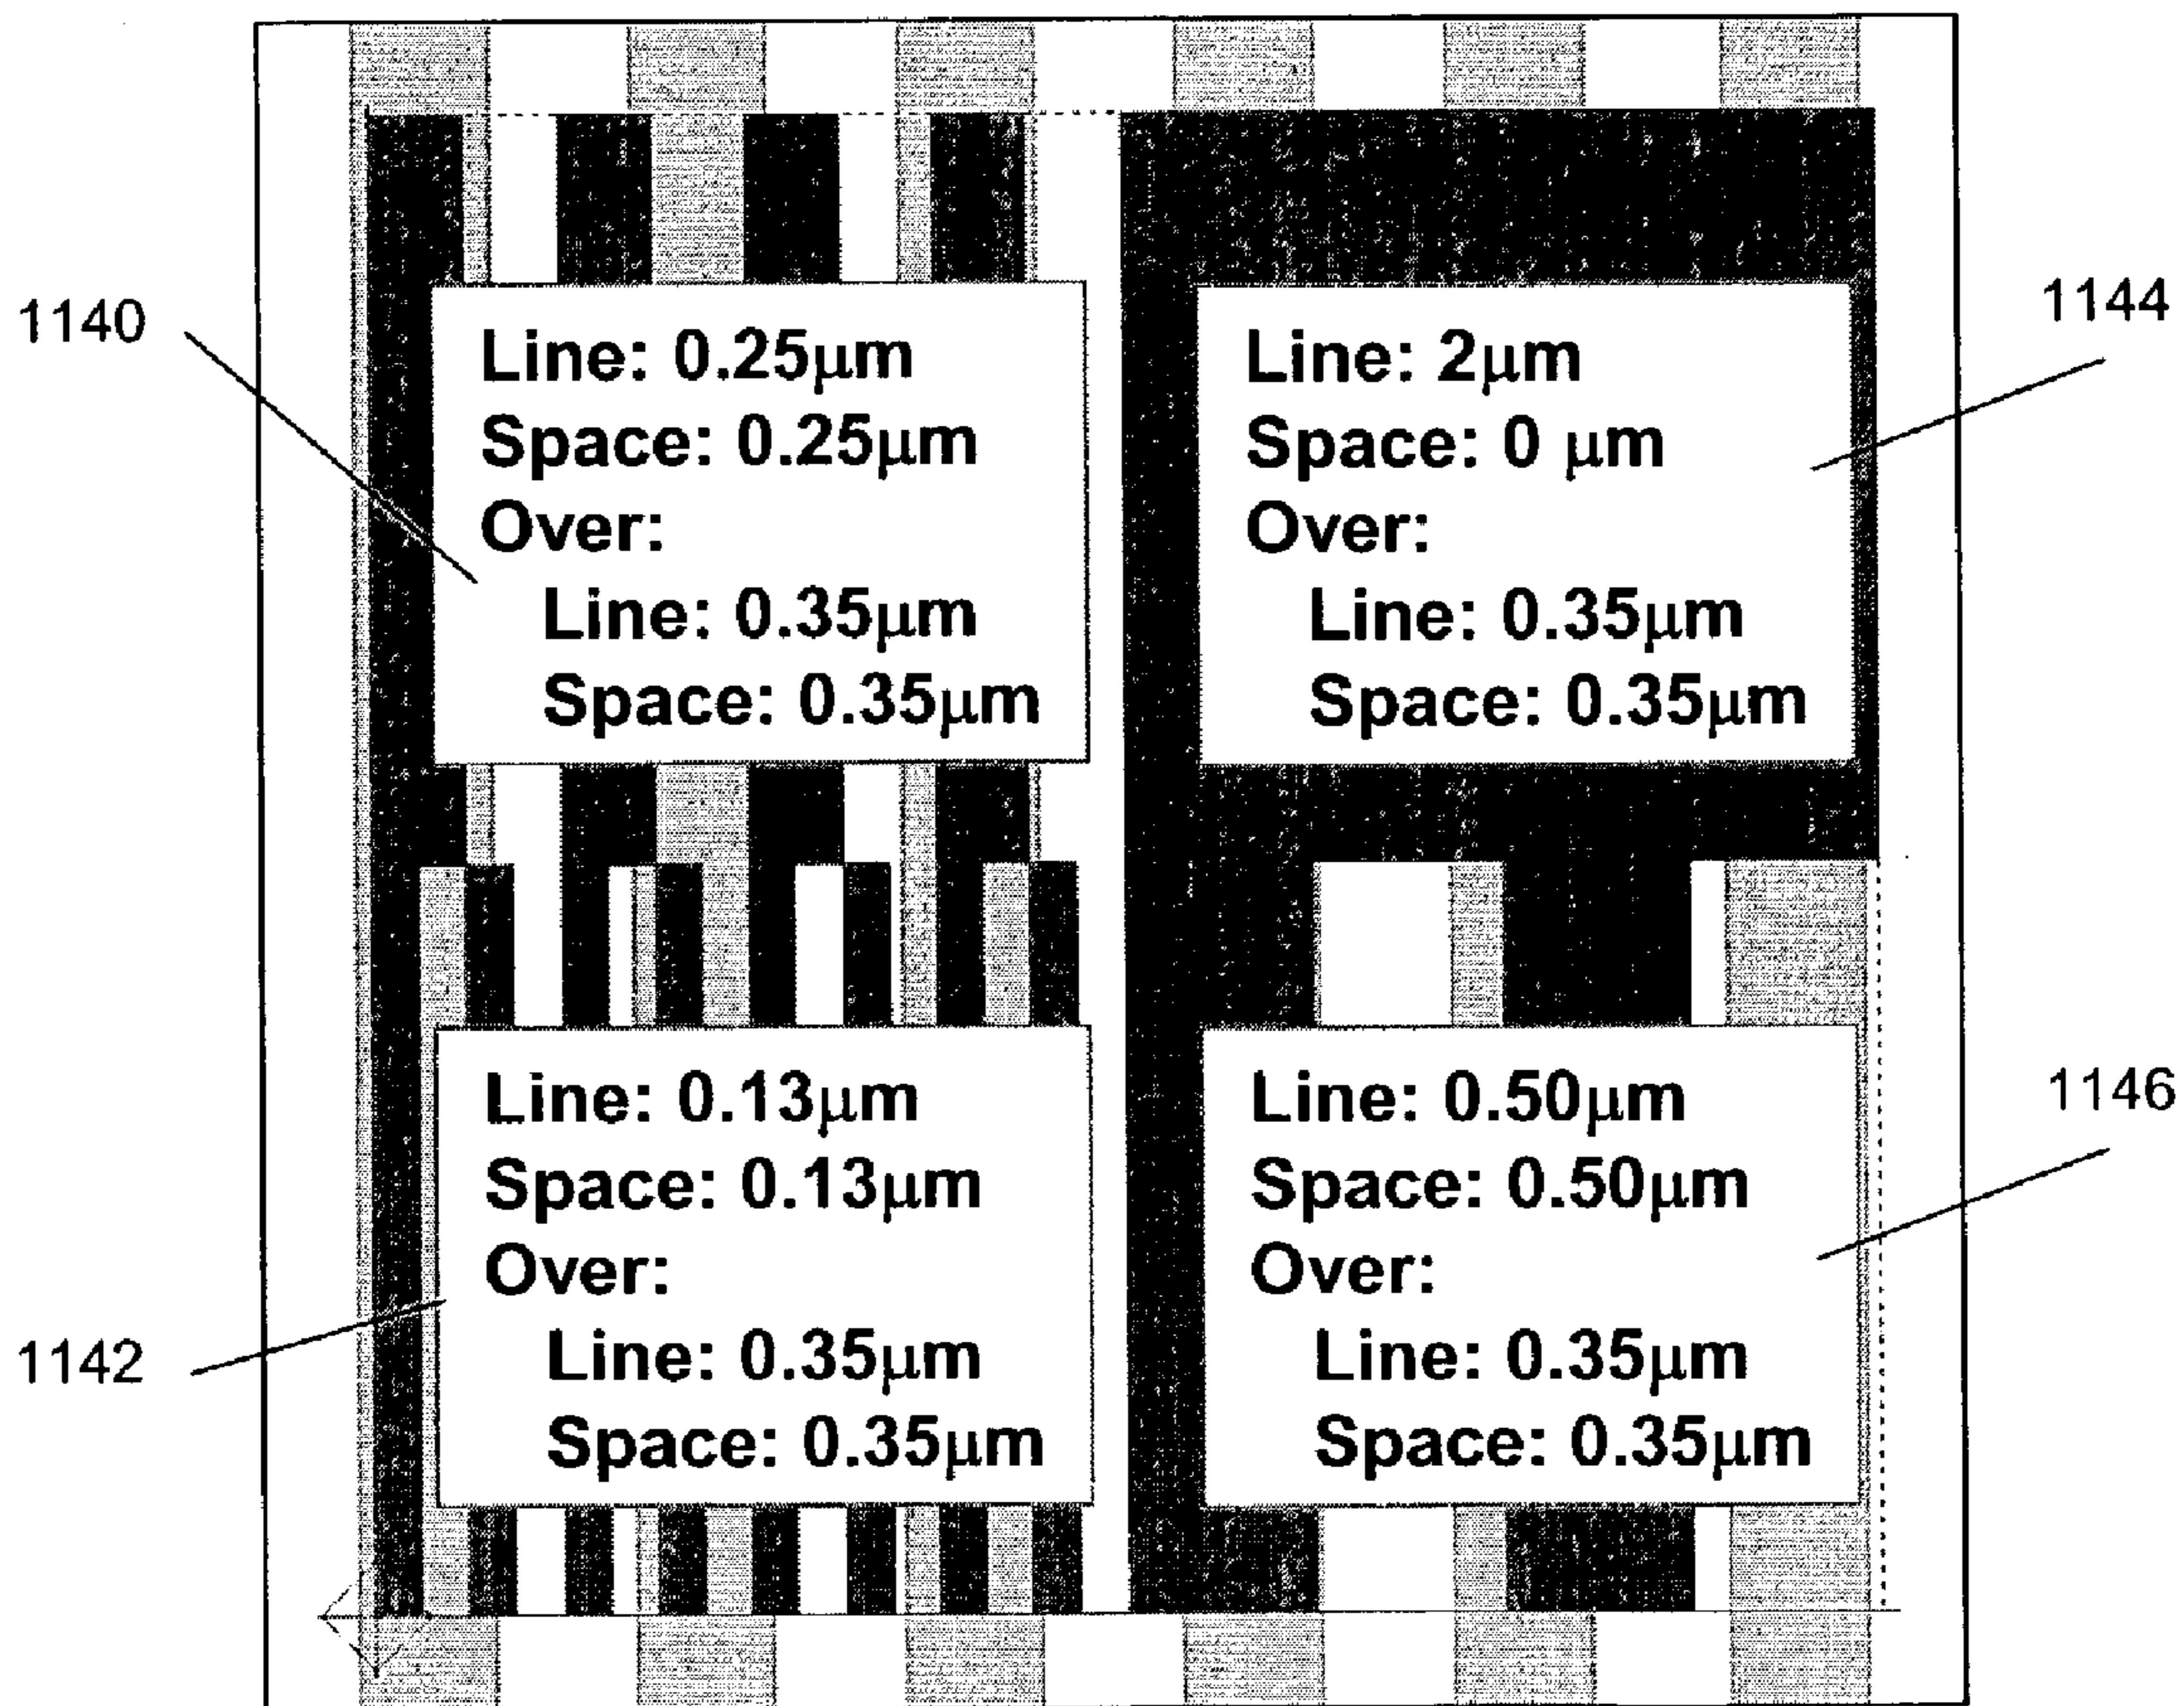 1140
Line: 0.25μm
Space: 0.25μm
Over:
Line: 0.35μm
Space: 0.35μm
1144
Line: 2μm
Space: 0 μm
Over:
Line: 0.35μm
Space: 0.35μm
1142
Line: 0.13μm
Space: 0.13μm
Over:
Line: 0.35μm
Space: 0.35μm
1146
Line: 0.50μm
Space: 0.50μm
Over:
Line: 0.35μm
Space: 0.35μm